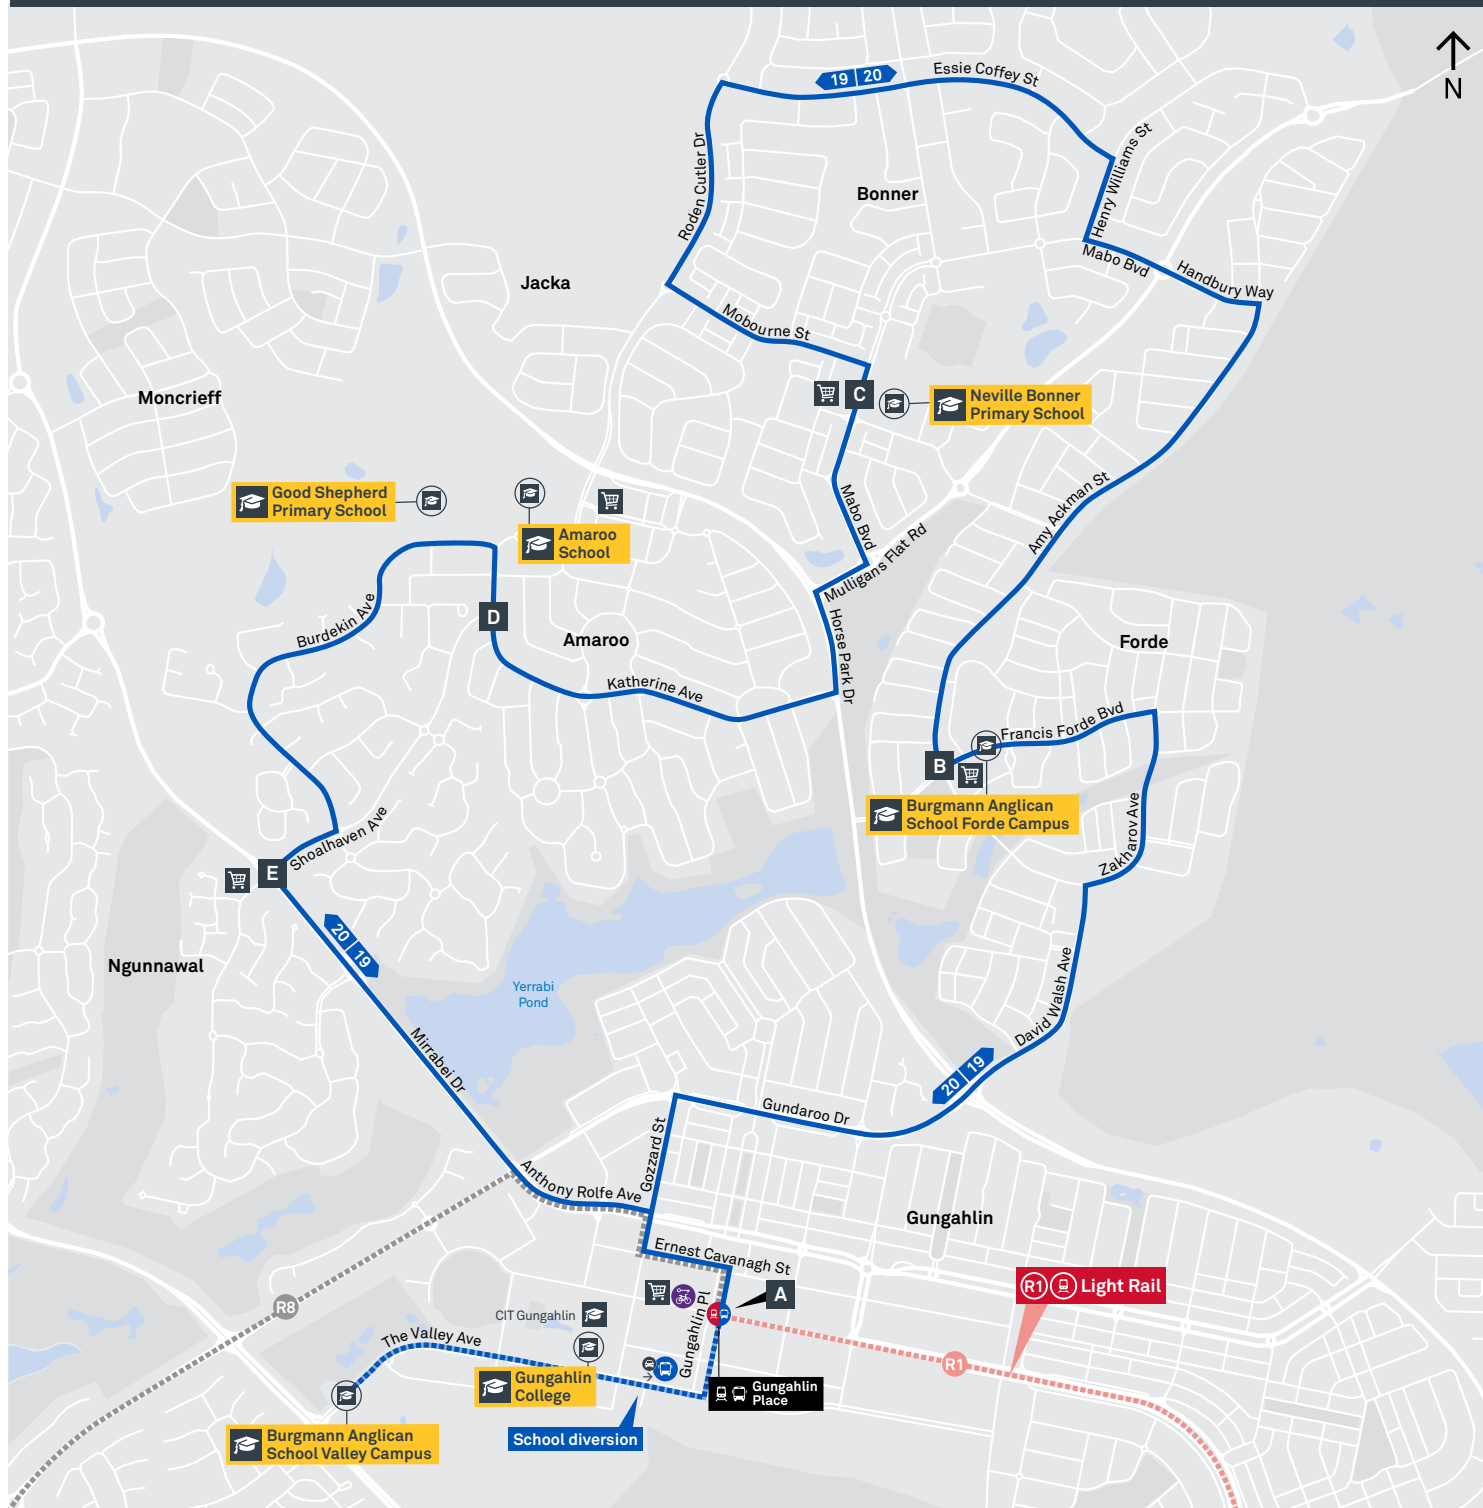 N
19 20
Essie Coffey St
Roden Cutler Dr
Bonner
Henry Williams St
Mabo Bvd
Handbury Way
Jacka
Mobourne St
Moncrieff
C
Neville Bonner
Primary School
Good Shepherd
Primary School
Amaroo
School
Mabo Bvd
Mulligans Flat Rd
Amy Ackman St
D
Burdekin Ave
Amaroo
Horse Park Dr
Forde
Katherine Ave
Francis Forde Bvd
B
Burgmann Anglican
School Forde Campus
Zakharov Ave
Shoalhaven Ave
E
20 19
Ngunnawal
Yerrabi
Pond
David Walsh Ave
Mirrabei Dr
20 19
Gundaroo Dr
Gozzard St
Anthony Rolfe Ave
Gungahlin
Ernest Cavanagh St
A
R1 Light Rail
R8
CIT Gungahlin
Gungahlin Pl
The Valley Ave
R1
Gungahlin
College
Gungahlin
Place
Burgmann Anglican
School Valley Campus
School diversion